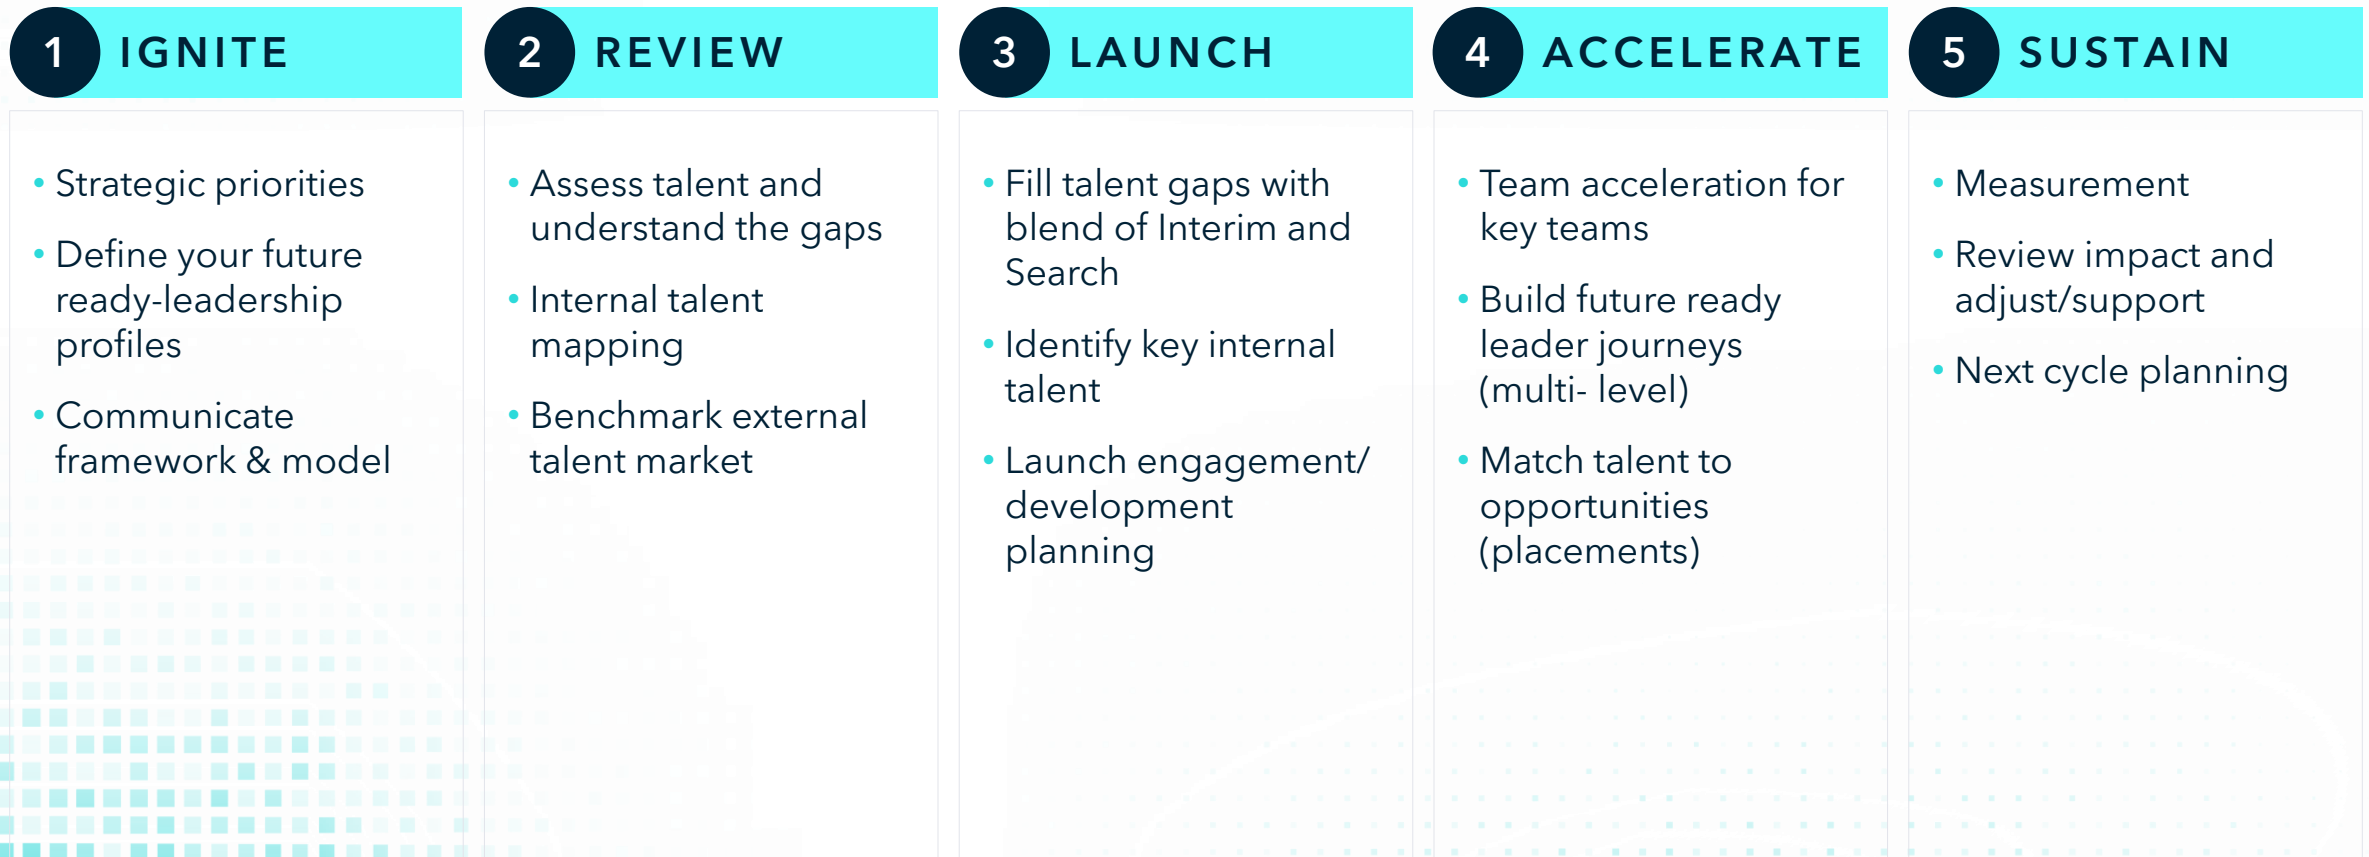 1 IGNITE
• Strategic priorities
• Define your future
ready-leadership
profiles
• Communicate
framework & model
2 REVIEW
• Assess talent and
understand the gaps
• Internal talent
mapping
• Benchmark external
talent market
3 LAUNCH
• Fill talent gaps with
blend of Interim and
Search
• Identify key internal
talent
• Launch engagement/
development
planning
4 ACCELERATE
• Team acceleration for
key teams
• Build future ready
leader journeys
(multi- level)
• Match talent to
opportunities
(placements)
5 SUSTAIN
• Measurement
• Review impact and
adjust/support
• Next cycle planning